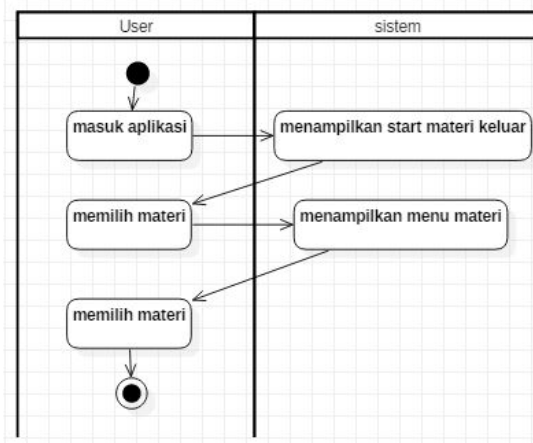 User
sistem
masuk aplikasi
menampilkan start materi keluar
memilih materi
menampilkan menu materi
memilih materi